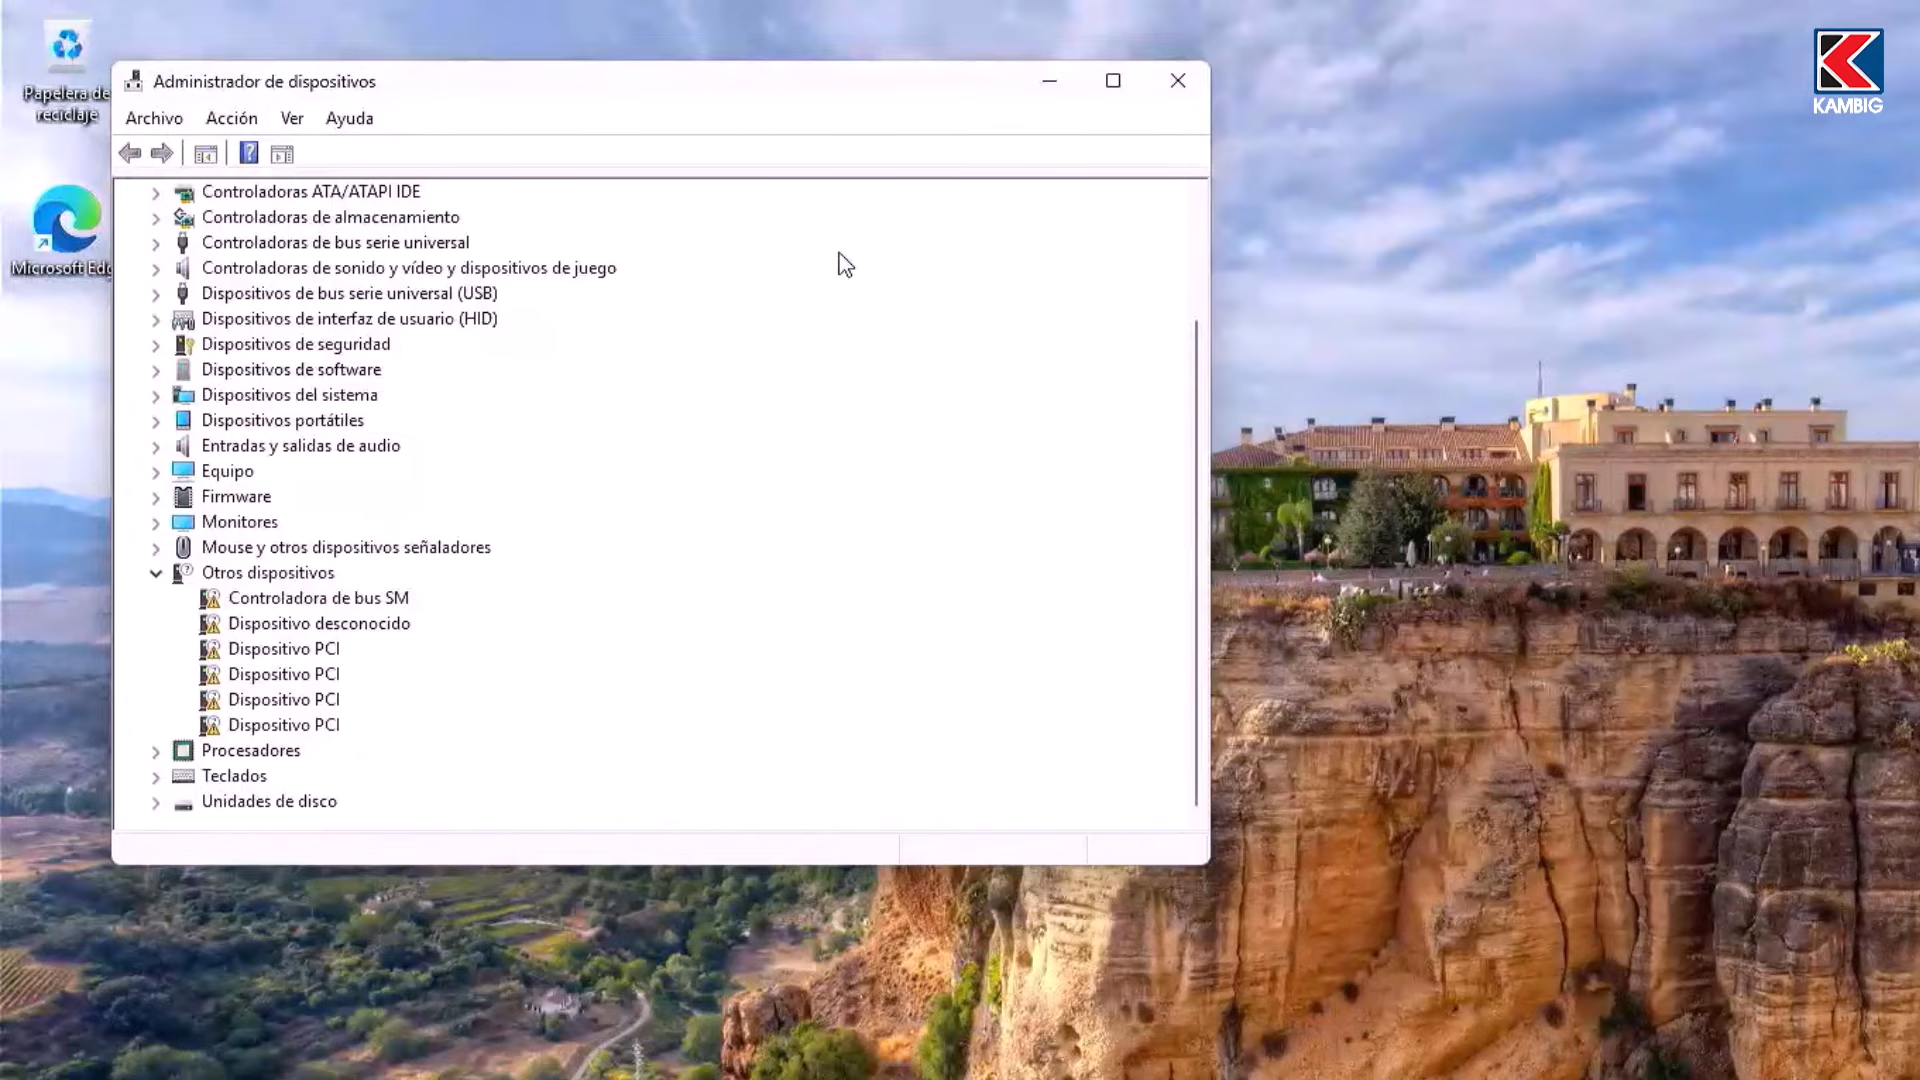 Papelera de
reciclaje
Microsoft Edg
Administrador de dispositivos
Archivo Acción Ver Ayuda
Controladoras ATA/ATAPI IDE
Controladoras de almacenamiento
Controladoras de bus serie universal
Controladoras de sonido y vídeo y dispositivos de juego
Dispositivos de bus serie universal (USB)
Dispositivos de interfaz de usuario (HID)
Dispositivos de seguridad
Dispositivos de software
Dispositivos del sistema
Dispositivos portátiles
Entradas y salidas de audio
Equipo
Firmware
Monitores
Mouse y otros dispositivos señaladores
Otros dispositivos
Controladora de bus SM
Dispositivo desconocido
Dispositivo PCI
Dispositivo PCI
Dispositivo PCI
Dispositivo PCI
Procesadores
Teclados
Unidades de disco
KAMBIG